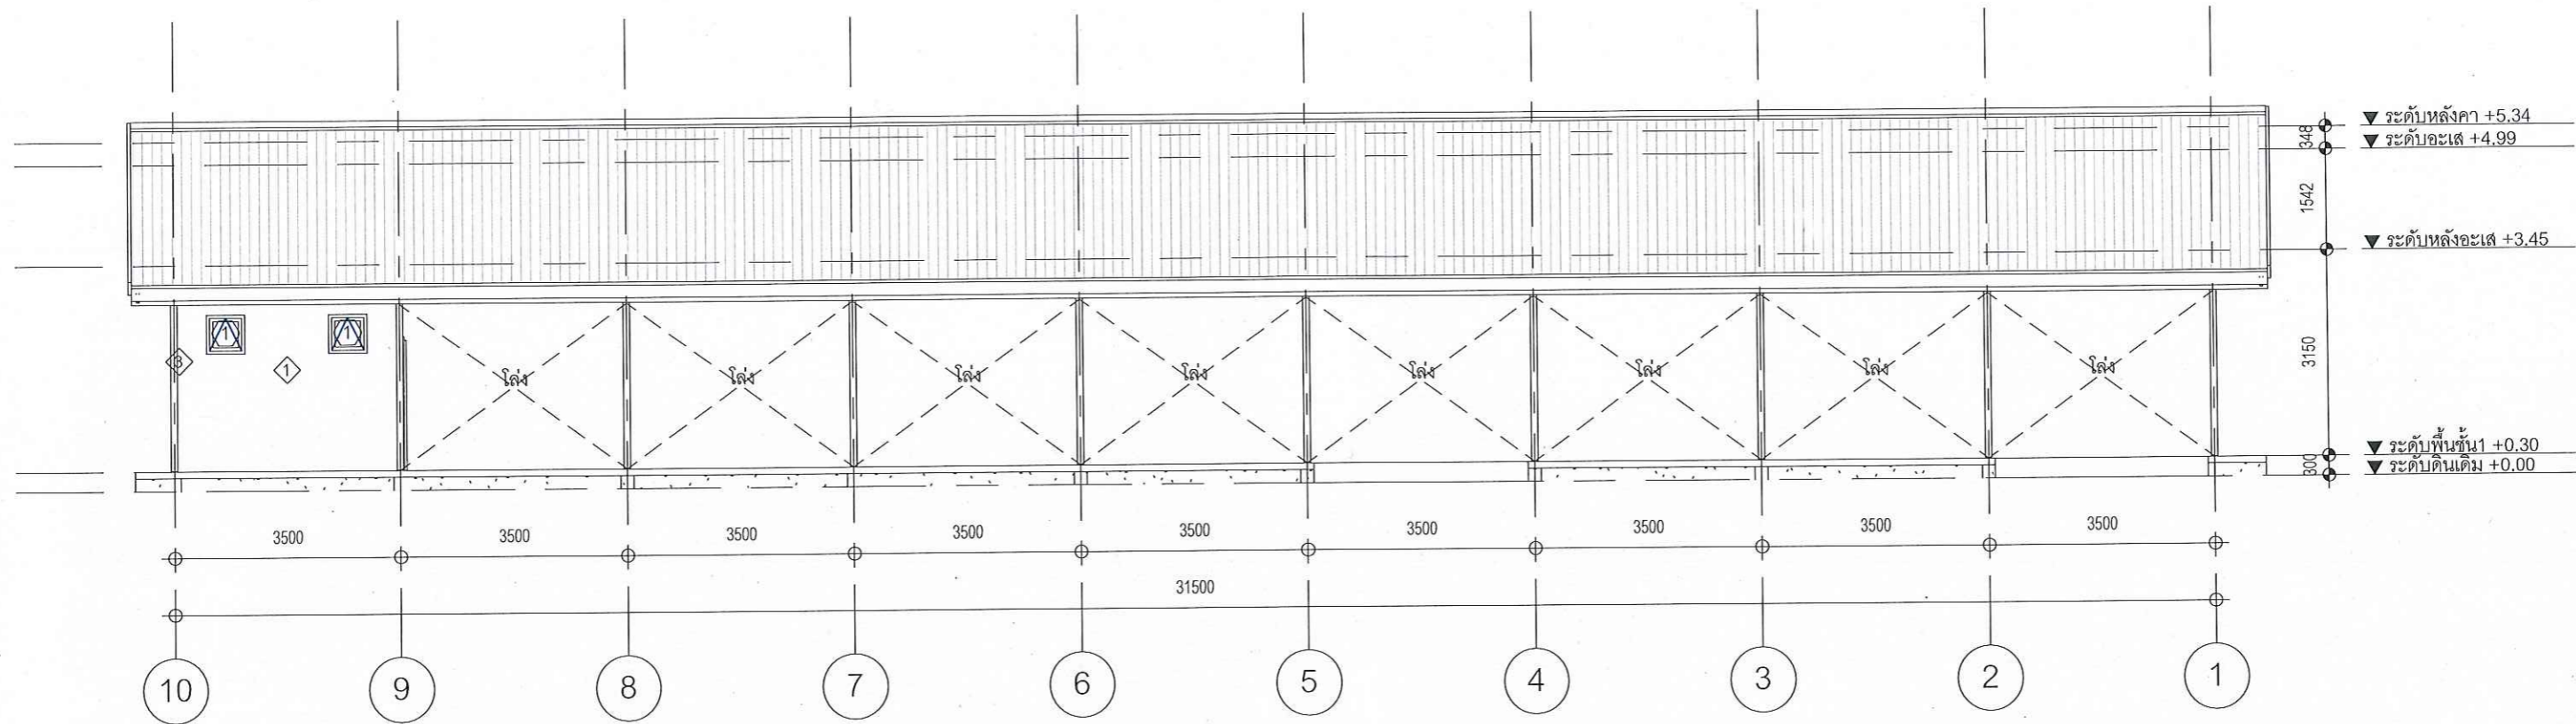 ระดับหลังคา +5.34
348
ระดับอะเส +4.99
1542
ระดับหลังอะเส +3.45
1
1
3
1
3150
โล่ง
โล่ง
โล่ง
โล่ง
โล่ง
โล่ง
โล่ง
โล่ง
ระดับพื้นชั้น1 +0.30
300
ระดับดินเดิม +0.00
3500
3500
3500
3500
3500
3500
3500
3500
3500
31500
10
9
8
7
6
5
4
3
2
1